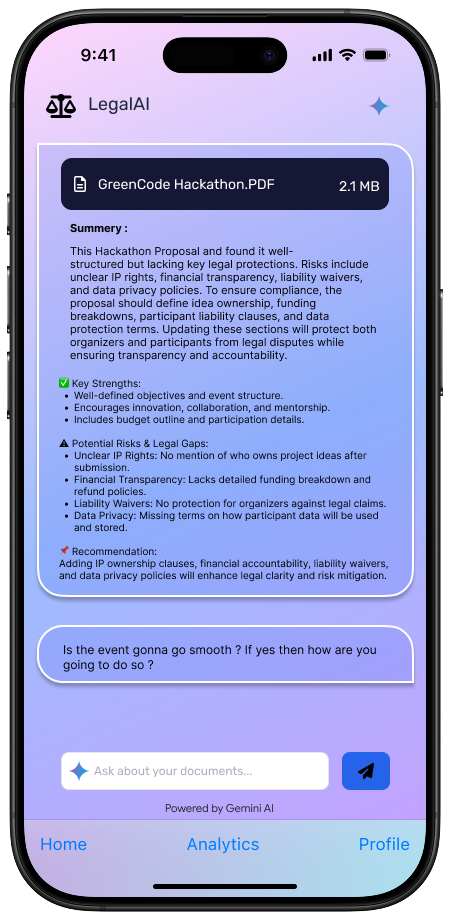 9:41
LegalAI
GreenCode Hackathon.PDF 2.1 MB
Summery :
This Hackathon Proposal and found it well-
structured but lacking key legal protections. Risks include
unclear IP rights, financial transparency, liability waivers,
and data privacy policies. To ensure compliance, the
proposal should define idea ownership, funding
breakdowns, participant liability clauses, and data
protection terms. Updating these sections will protect both
organizers and participants from legal disputes while
ensuring transparency and accountability.
✅ Key Strengths:
• Well-defined objectives and event structure.
• Encourages innovation, collaboration, and mentorship.
• Includes budget outline and participation details.
⚠ Potential Risks & Legal Gaps:
• Unclear IP Rights: No mention of who owns project ideas after
submission.
• Financial Transparency: Lacks detailed funding breakdown and
refund policies.
• Liability Waivers: No protection for organizers against legal claims.
• Data Privacy: Missing terms on how participant data will be used
and stored.
📌 Recommendation:
Adding IP ownership clauses, financial accountability, liability waivers,
and data privacy policies will enhance legal clarity and risk mitigation.
Is the event gonna go smooth ? If yes then how are you
going to do so ?
Ask about your documents...
Powered by Gemini AI
Home Analytics Profile